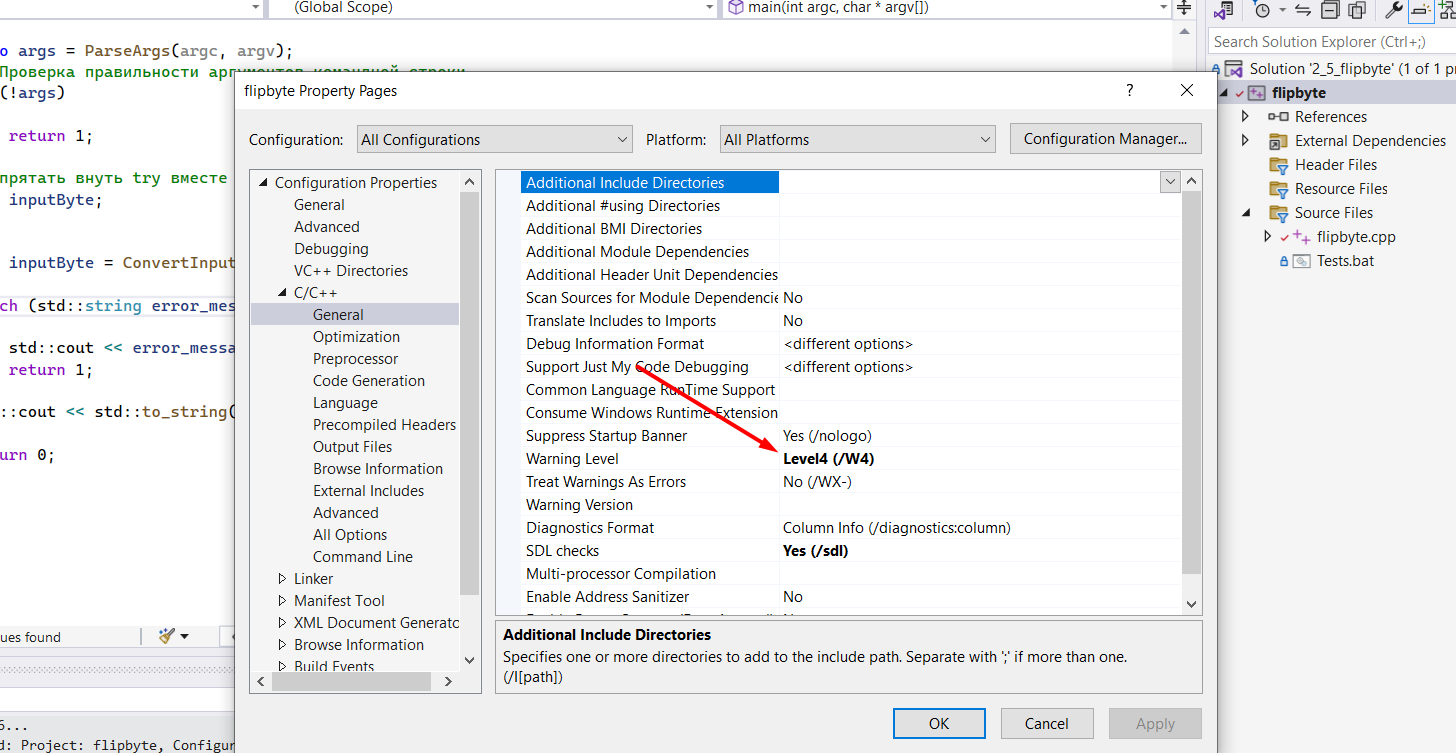 (Global Scope)
main(int argc, char * argv[])
Search Solution Explorer (Ctrl+;)
args = ParseArgs(argc, argv);
Проверка правильности аргументов командной строки
(!args)
return 1;
прятать внуть try вместе
inputByte;
inputByte = ConvertInput
(std::string error_mes
std::cout << error_messa
return 1;
::cout << std::to_string(
0;
ues found
d: Project: flipbyte, Configur
flipbyte Property Pages
?
Configuration:
All Configurations
Platform:
All Platforms
Configuration Manager...
Configuration Properties
General
Advanced
Debugging
VC++ Directories
C/C++
General
Optimization
Preprocessor
Code Generation
Language
Precompiled Headers
Output Files
Browse Information
External Includes
Advanced
All Options
Command Line
Linker
Manifest Tool
XML Document Generato
Browse Information
Build Events
Additional Include Directories
Additional #using Directories
Additional BMI Directories
Additional Module Dependencies
Additional Header Unit Dependencies
Scan Sources for Module Dependencie No
Translate Includes to Imports No
Debug Information Format <different options>
Support Just My Code Debugging <different options>
Common Language RunTime Support
Consume Windows Runtime Extension
Suppress Startup Banner Yes (/nologo)
Warning Level Level4 (/W4)
Treat Warnings As Errors No (/WX-)
Warning Version
Diagnostics Format Column Info (/diagnostics:column)
SDL checks Yes (/sdl)
Multi-processor Compilation
Enable Address Sanitizer No
Additional Include Directories
Specifies one or more directories to add to the include path. Separate with ';' if more than one.
(/I[path])
OK
Cancel
Apply
Solution '2_5_flipbyte' (1 of 1 pr
flipbyte
References
External Dependencies
Header Files
Resource Files
Source Files
flipbyte.cpp
Tests.bat